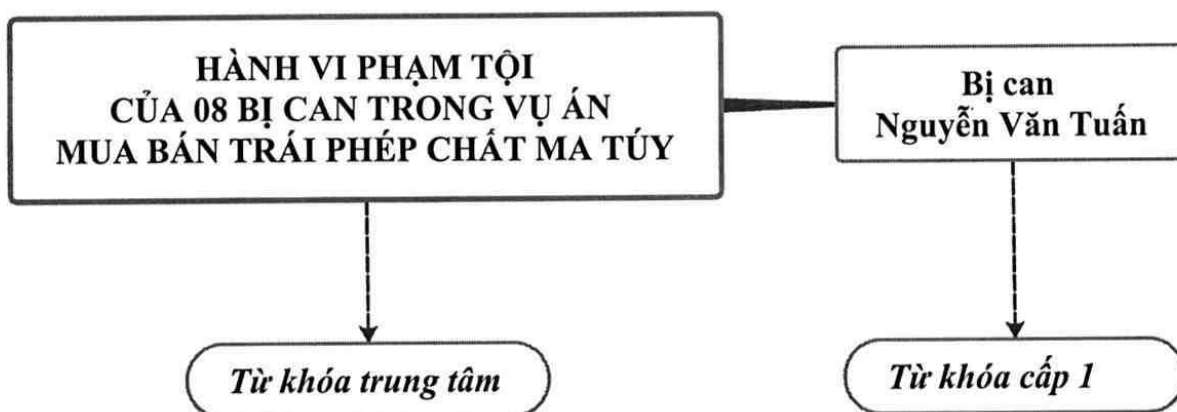 HÀNH VI PHẠM TỘI
CỦA 08 BỊ CAN TRONG VỤ ÁN
MUA BÁN TRÁI PHÉP CHẤT MA TÚY
Bị can
Nguyễn Văn Tuấn
Từ khóa trung tâm
Từ khóa cấp 1